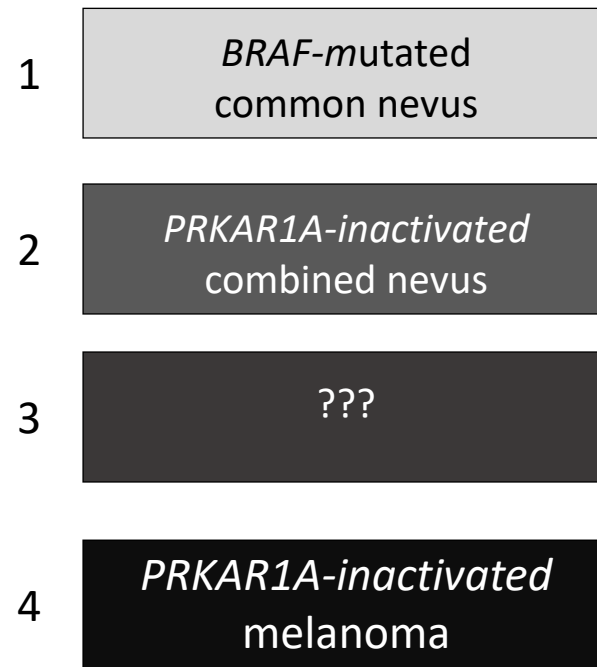 1
BRAF-mutated
common nevus
2
PRKAR1A-inactivated
combined nevus
3
???
4
PRKAR1A-inactivated
melanoma